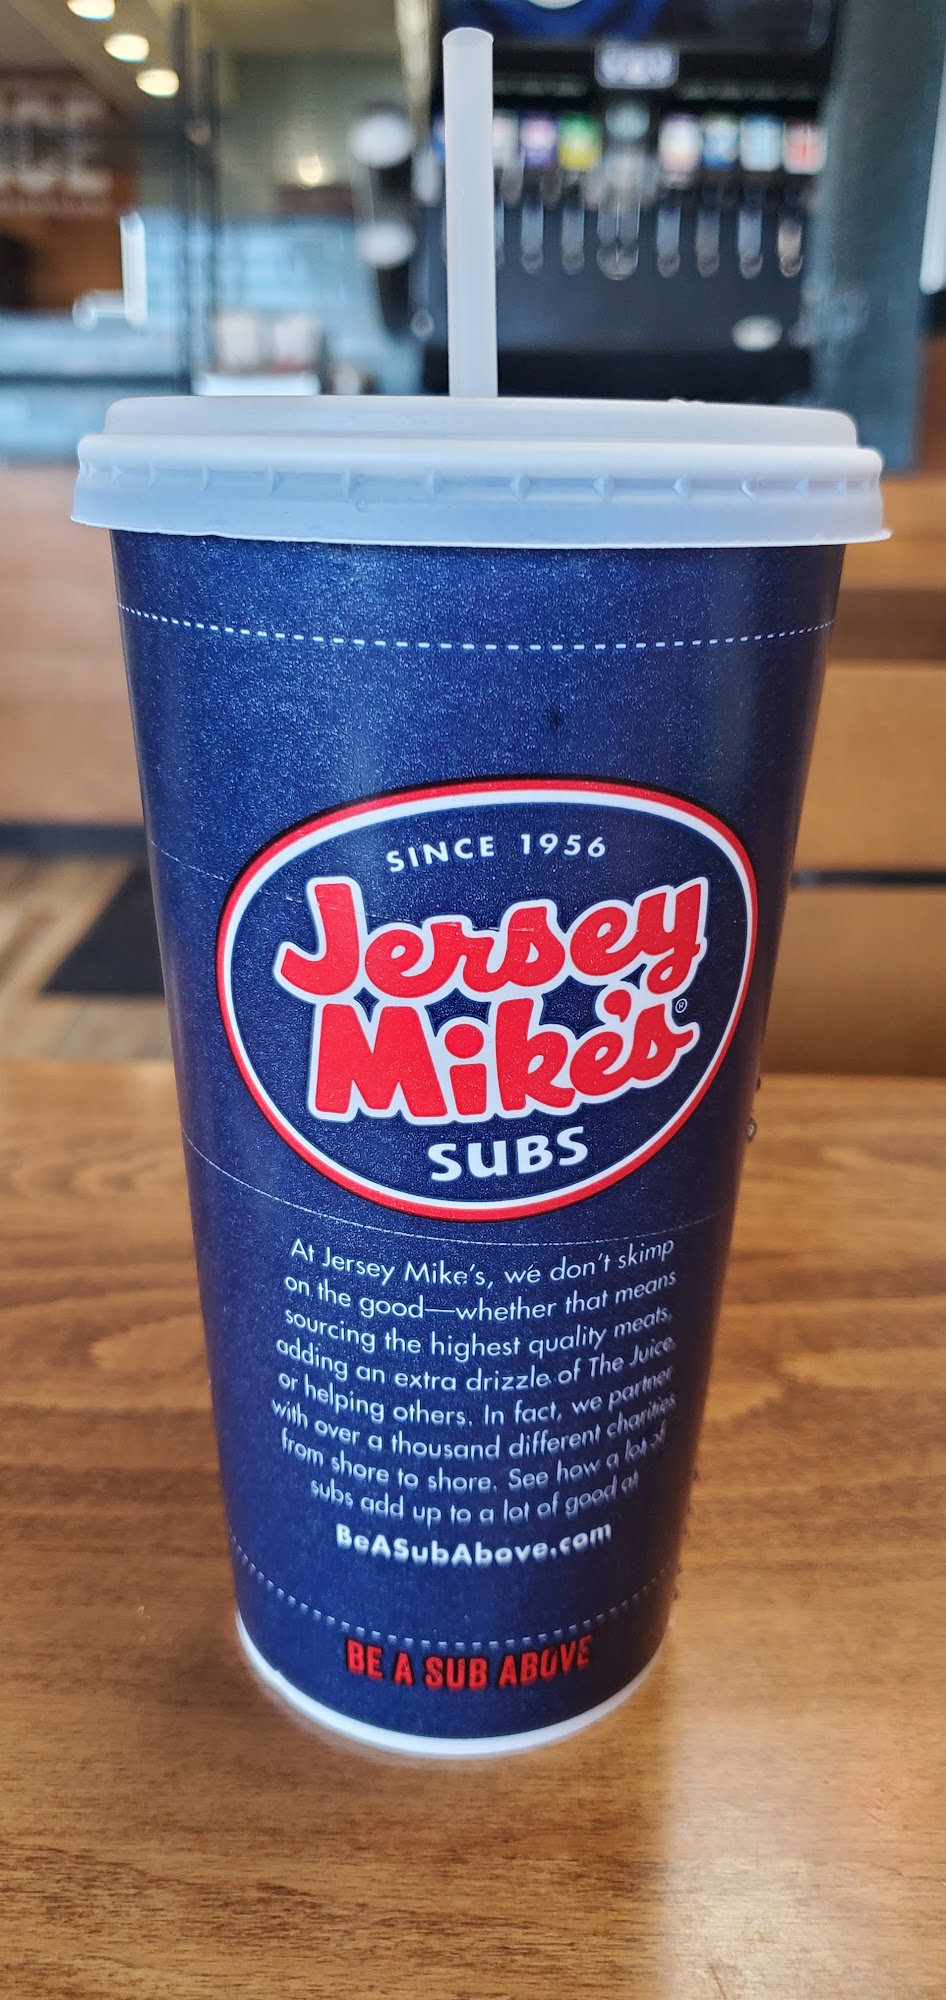 SINCE 1956
Jersey
Mike's®
SUBS
At Jersey Mike's, we don't skimp
on the good—whether that means
sourcing the highest quality meats,
adding an extra drizzle of The Juice,
or helping others. In fact, we partner
with over a thousand different charities
from shore to shore. See how a lot of
subs add up to a lot of good at
BeASubAbove.com
BE A SUB ABOVE